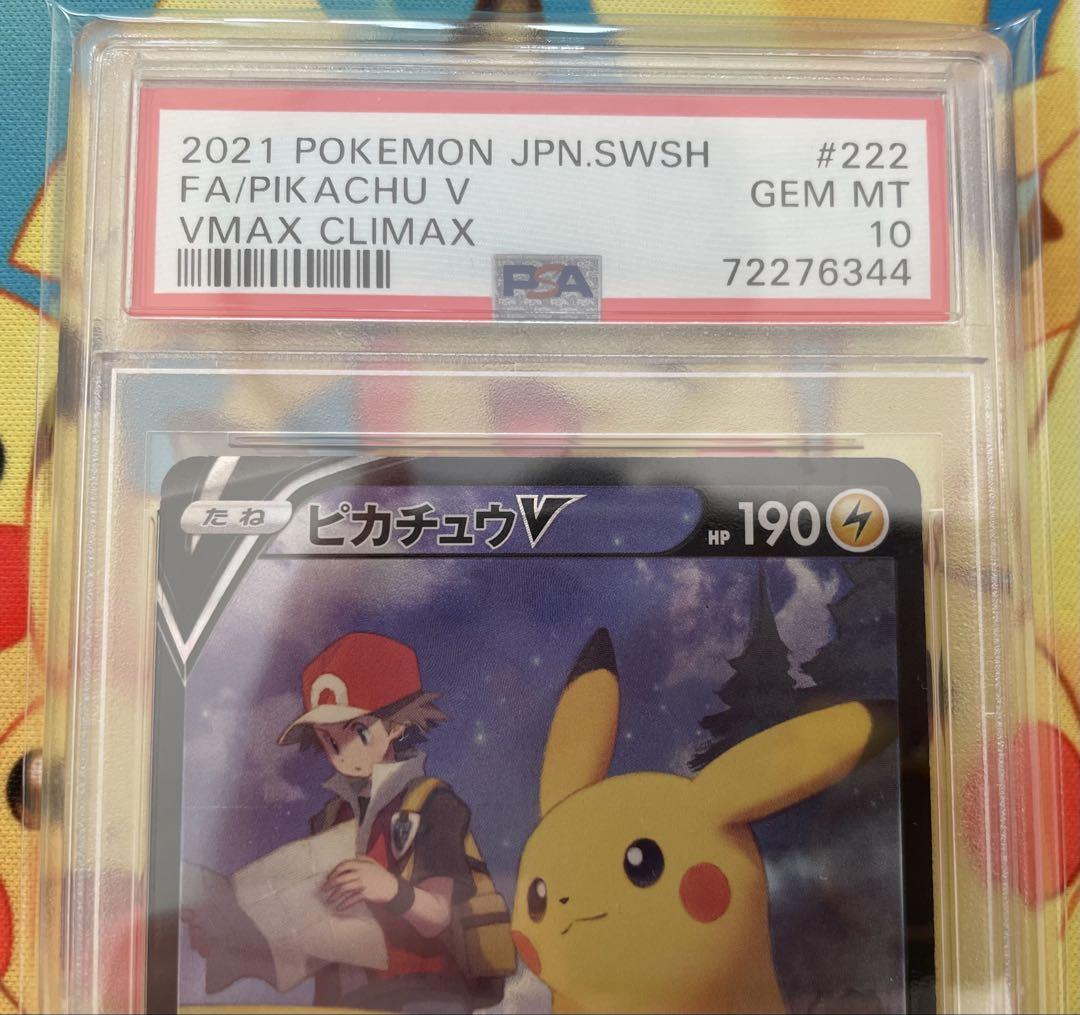 2021 POKEMON JPN.SWSH #222
FA/PIKACHU V GEM MT
VMAX CLIMAX 10
PSA 72276344
たね ピカチュウV HP 190